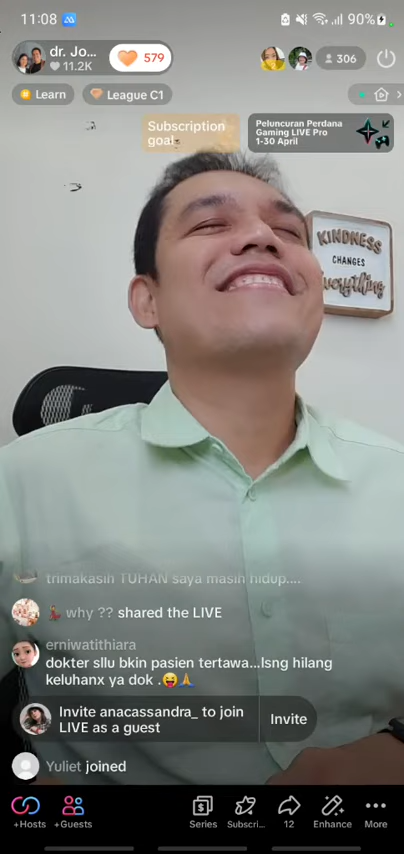 11:08
90%
dr. Jo...
11.2K
579
306
Learn
League C1
Subscription
goal
Peluncuran Perdana
Gaming LIVE Pro
1-30 April
KINDNESS
CHANGES
Everything
trimakasih TUHAN saya masih hidup....
💃 why ?? shared the LIVE
erniwatithiara
dokter sllu bkin pasien tertawa...lsng hilang
keluhanx ya dok .😜🙏
Invite anacassandra_ to join
LIVE as a guest
Invite
Yuliet joined
+Hosts
+Guests
Series
Subscri...
12
Enhance
More